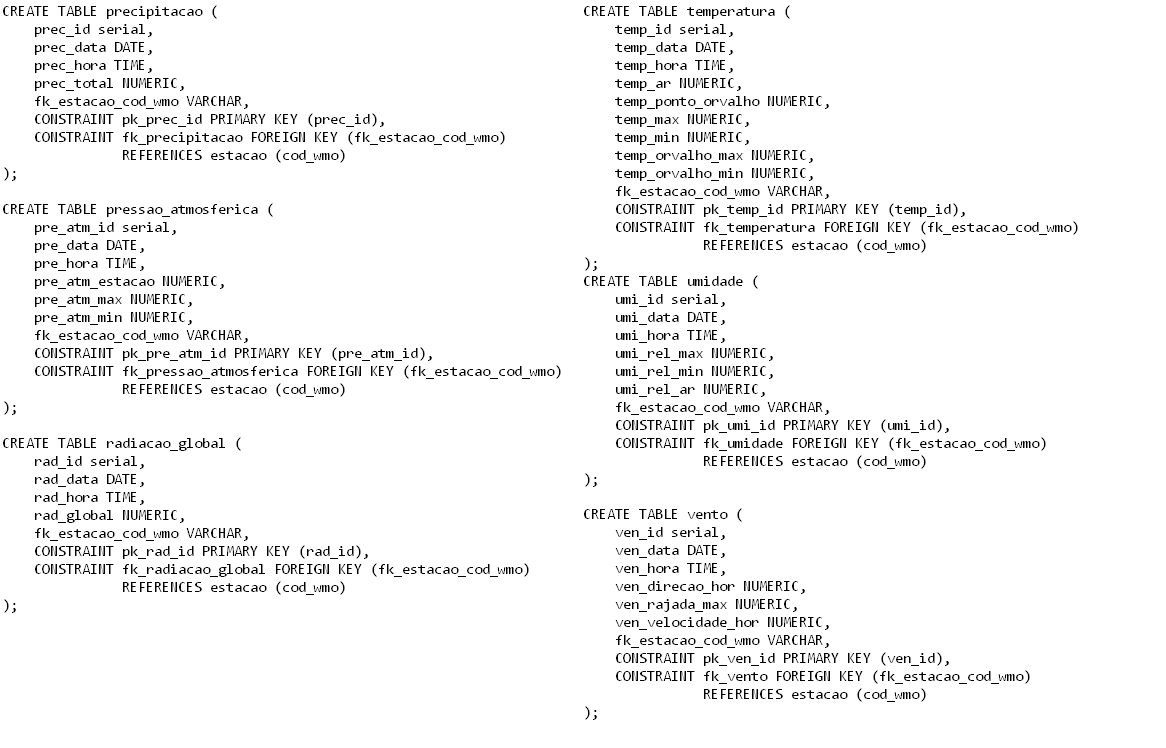 CREATE TABLE precipitacao (
    prec_id serial,
    prec_data DATE,
    prec_hora TIME,
    prec_total NUMERIC,
    fk_estacao_cod_wmo VARCHAR,
    CONSTRAINT pk_prec_id PRIMARY KEY (prec_id),
    CONSTRAINT fk_precipitacao FOREIGN KEY (fk_estacao_cod_wmo)
               REFERENCES estacao (cod_wmo)
);
CREATE TABLE pressao_atmosferica (
    pre_atm_id serial,
    pre_data DATE,
    pre_hora TIME,
    pre_atm_estacao NUMERIC,
    pre_atm_max NUMERIC,
    pre_atm_min NUMERIC,
    fk_estacao_cod_wmo VARCHAR,
    CONSTRAINT pk_pre_atm_id PRIMARY KEY (pre_atm_id),
    CONSTRAINT fk_pressao_atmosferica FOREIGN KEY (fk_estacao_cod_wmo)
               REFERENCES estacao (cod_wmo)
);
CREATE TABLE radiacao_global (
    rad_id serial,
    rad_data DATE,
    rad_hora TIME,
    rad_global NUMERIC,
    fk_estacao_cod_wmo VARCHAR,
    CONSTRAINT pk_rad_id PRIMARY KEY (rad_id),
    CONSTRAINT fk_radiacao_global FOREIGN KEY (fk_estacao_cod_wmo)
               REFERENCES estacao (cod_wmo)
);
CREATE TABLE temperatura (
    temp_id serial,
    temp_data DATE,
    temp_hora TIME,
    temp_ar NUMERIC,
    temp_ponto_orvalho NUMERIC,
    temp_max NUMERIC,
    temp_min NUMERIC,
    temp_orvalho_max NUMERIC,
    temp_orvalho_min NUMERIC,
    fk_estacao_cod_wmo VARCHAR,
    CONSTRAINT pk_temp_id PRIMARY KEY (temp_id),
    CONSTRAINT fk_temperatura FOREIGN KEY (fk_estacao_cod_wmo)
               REFERENCES estacao (cod_wmo)
);
CREATE TABLE umidade (
    umi_id serial,
    umi_data DATE,
    umi_hora TIME,
    umi_rel_max NUMERIC,
    umi_rel_min NUMERIC,
    umi_rel_ar NUMERIC,
    fk_estacao_cod_wmo VARCHAR,
    CONSTRAINT pk_umi_id PRIMARY KEY (umi_id),
    CONSTRAINT fk_umidade FOREIGN KEY (fk_estacao_cod_wmo)
               REFERENCES estacao (cod_wmo)
);
CREATE TABLE vento (
    ven_id serial,
    ven_data DATE,
    ven_hora TIME,
    ven_direcao_hor NUMERIC,
    ven_rajada_max NUMERIC,
    ven_velocidade_hor NUMERIC,
    fk_estacao_cod_wmo VARCHAR,
    CONSTRAINT pk_ven_id PRIMARY KEY (ven_id),
    CONSTRAINT fk_vento FOREIGN KEY (fk_estacao_cod_wmo)
               REFERENCES estacao (cod_wmo)
);